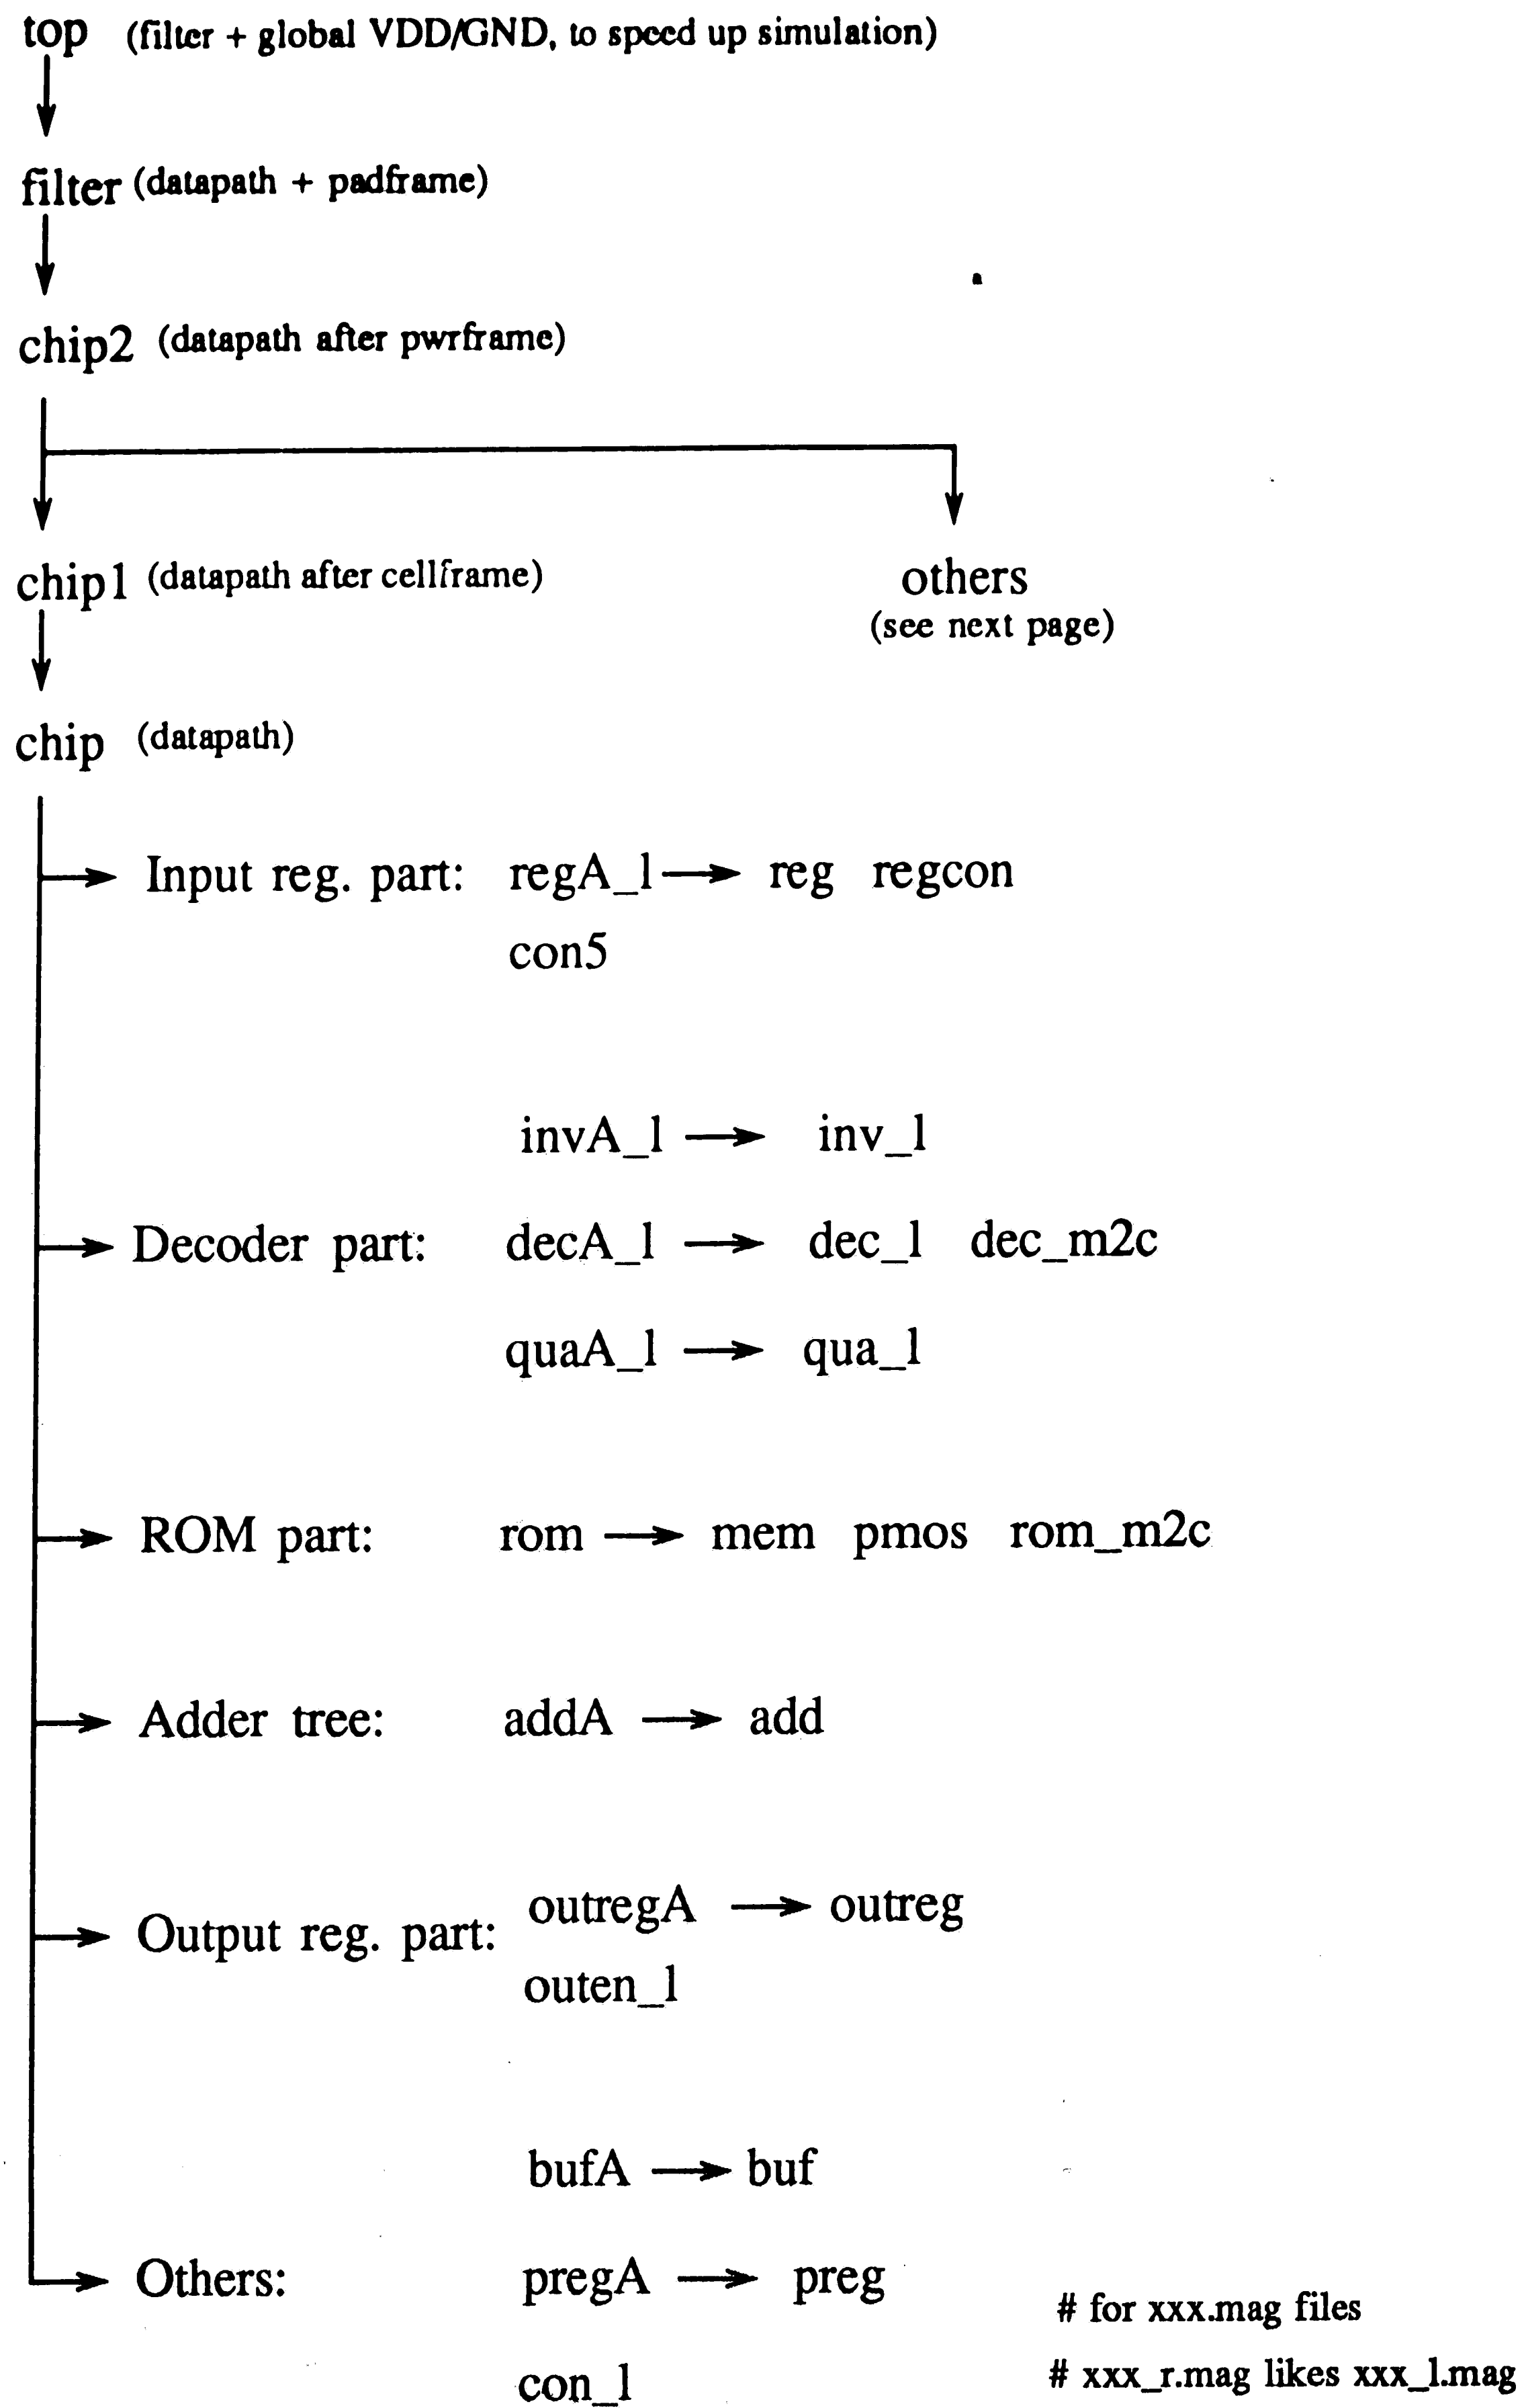 top (filter + global VDD/GND, to speed up simulation)
filter (datapath + padframe)
chip2 (datapath after pwrframe)
chip1 (datapath after cellframe)
others
(see next page)
chip (datapath)
Input reg. part: regA_l reg regcon
con5
invA_l inv_l
Decoder part: decA_l dec_l dec_m2c
quaA_l qua_l
ROM part: rom mem pmos rom_m2c
Adder tree: addA add
outregA outreg
Output reg. part:
outen_l
bufA buf
Others: pregA preg
# for xxx.mag files
# xxx_r.mag likes xxx_l.mag
con_l